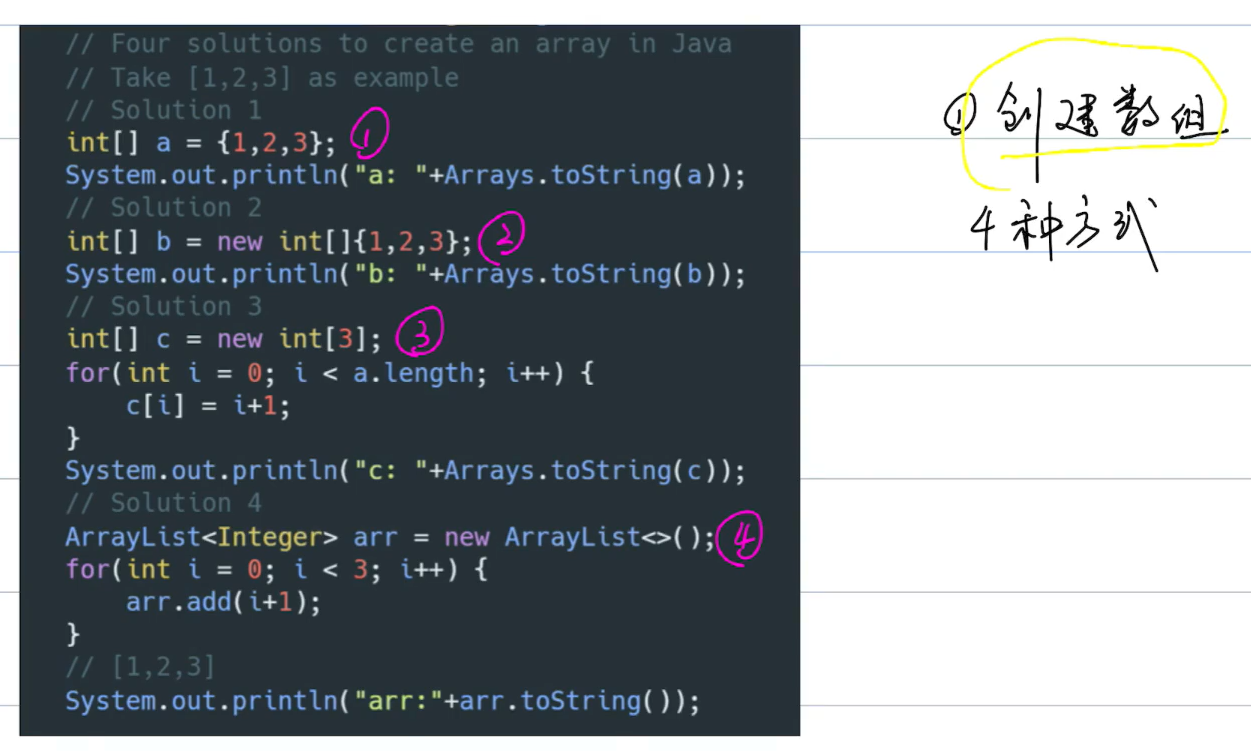 // Four solutions to create an array in Java
// Take [1,2,3] as example
// Solution 1
int[] a = {1,2,3}; ①
System.out.println("a: "+Arrays.toString(a));
// Solution 2
int[] b = new int[]{1,2,3}; ②
System.out.println("b: "+Arrays.toString(b));
// Solution 3
int[] c = new int[3]; ③
for(int i = 0; i < a.length; i++) {
    c[i] = i+1;
}
System.out.println("c: "+Arrays.toString(c));
// Solution 4
ArrayList<Integer> arr = new ArrayList<>(); ④
for(int i = 0; i < 3; i++) {
    arr.add(i+1);
}
// [1,2,3]
System.out.println("arr:"+arr.toString());
① 创建数组
4种方式